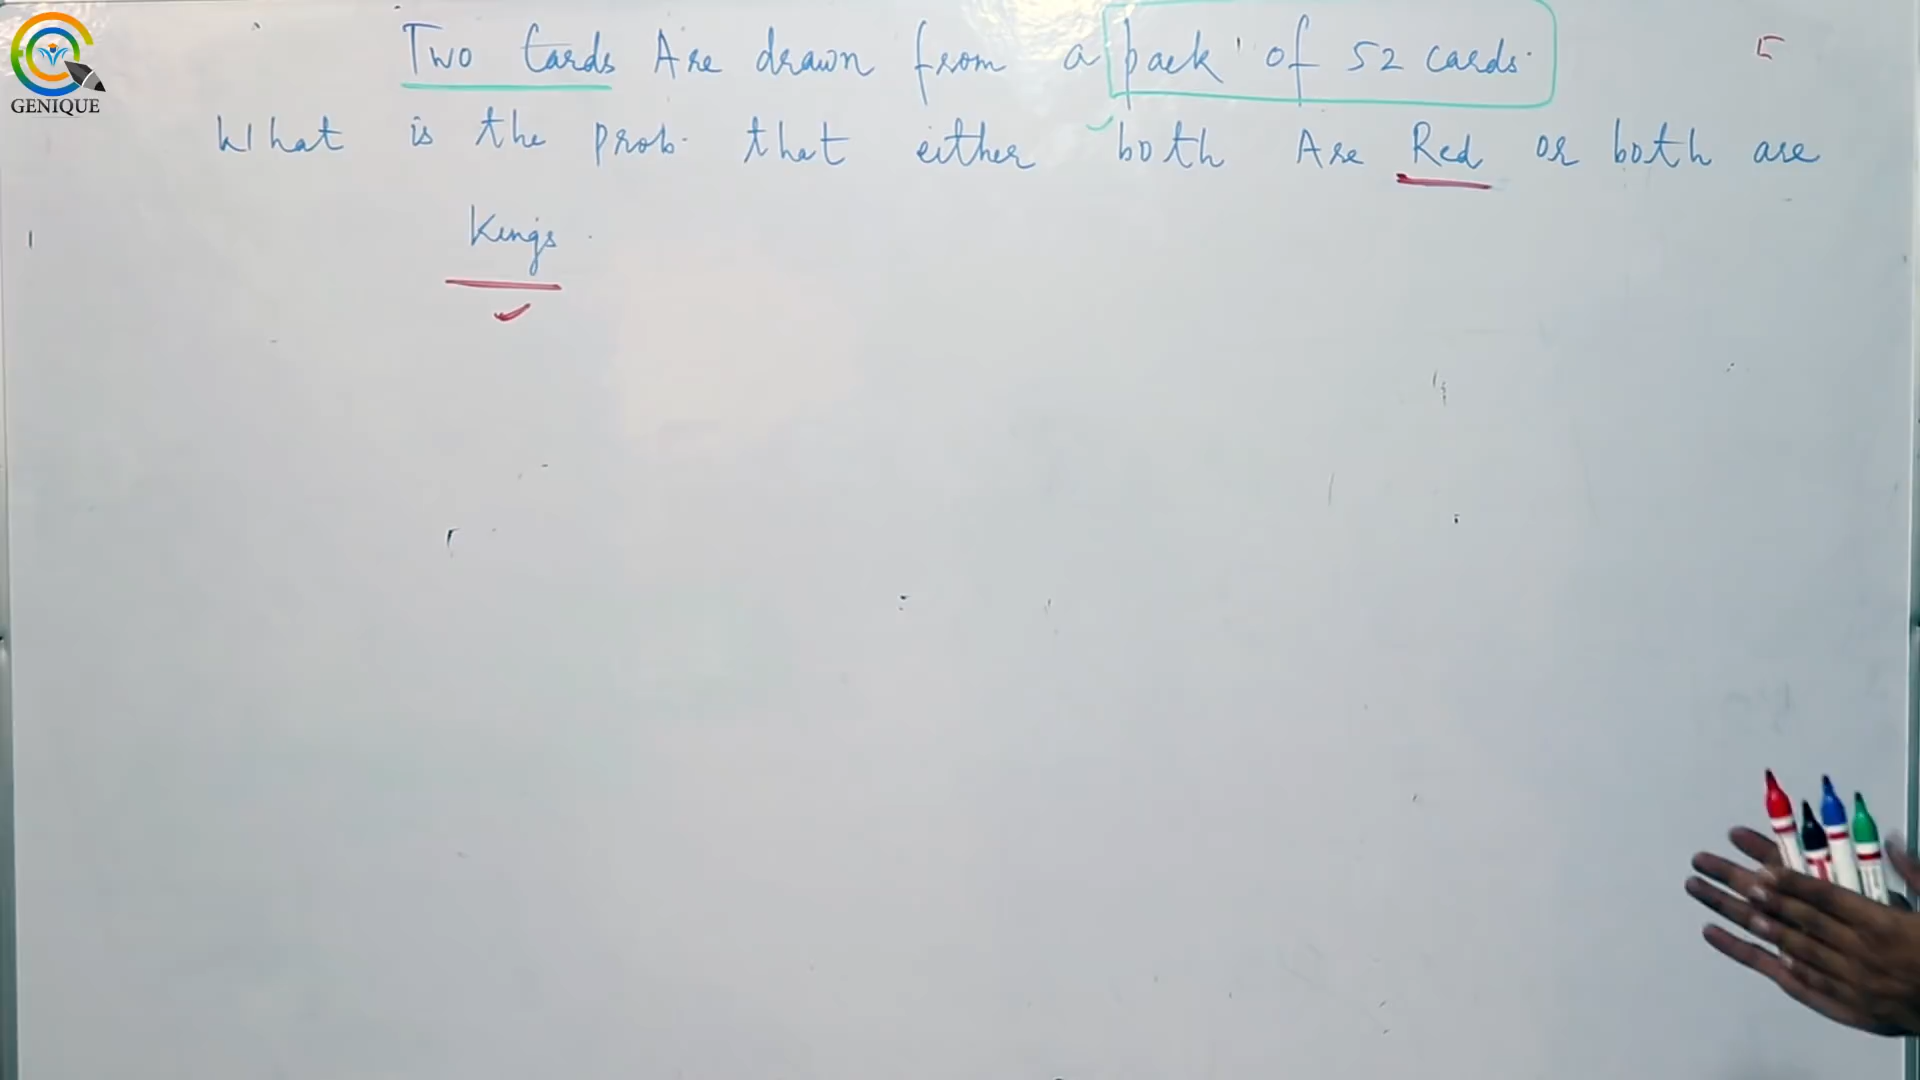 GENIQUE
Two Cards Are drawn from a pack of 52 cards.
What is the prob. that either both Are Red or both are
Kings.